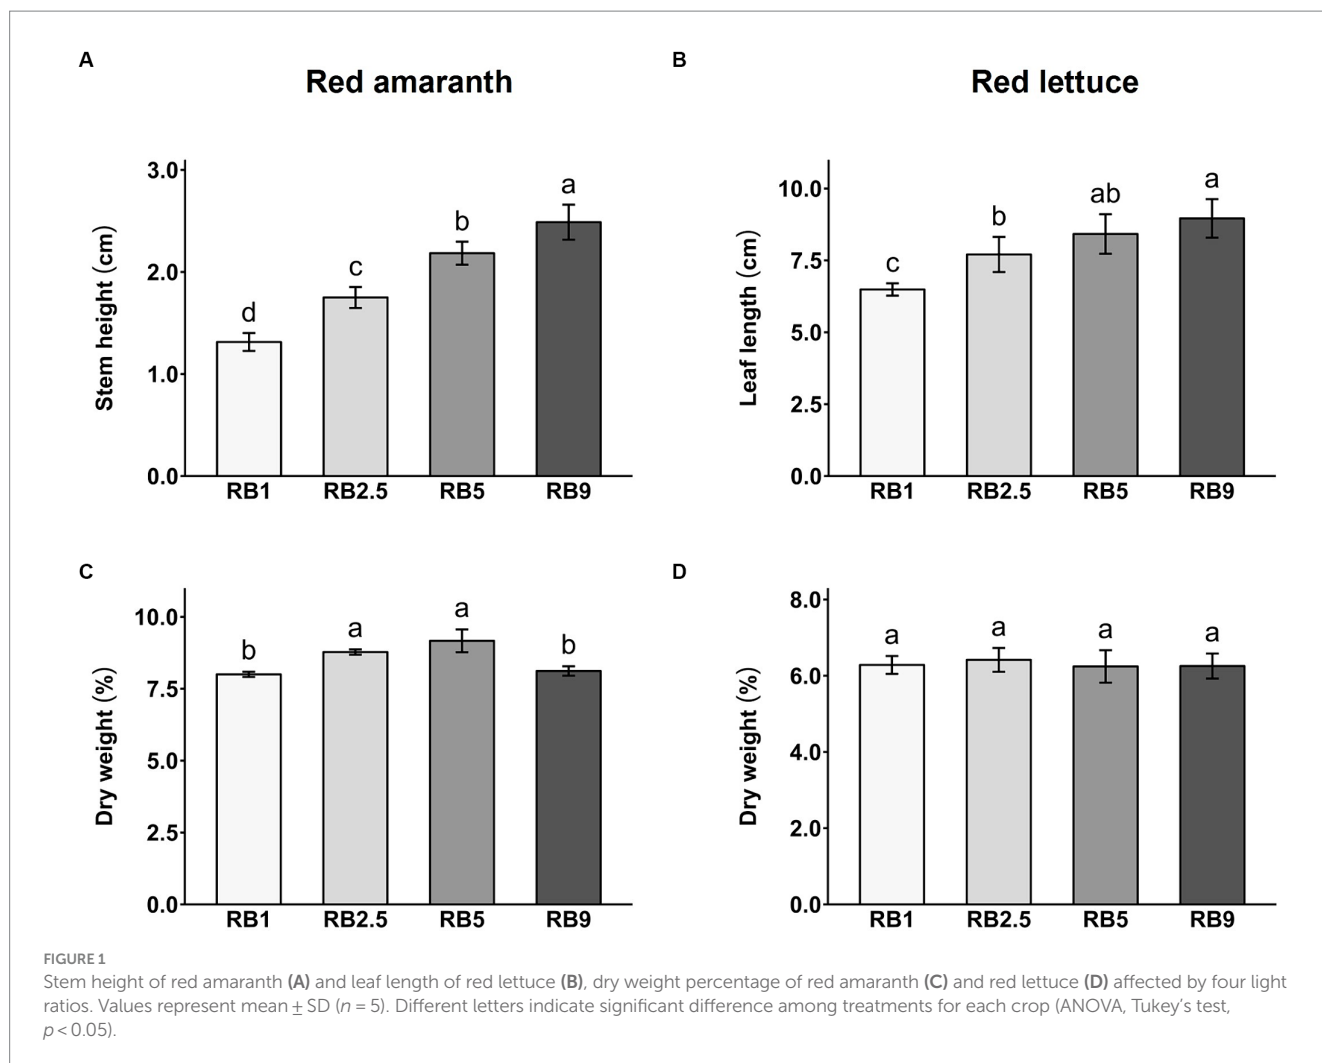 A
Red amaranth
B
Red lettuce
Stem height (cm)
3.0
2.0
1.0
0.0
d
c
b
a
RB1 RB2.5 RB5 RB9
Leaf length (cm)
10.0
7.5
5.0
2.5
0.0
c
b
ab
a
RB1 RB2.5 RB5 RB9
C
Dry weight (%)
10.0
7.5
5.0
2.5
0.0
b
a
a
b
RB1 RB2.5 RB5 RB9
D
Dry weight (%)
8.0
6.0
4.0
2.0
0.0
a
a
a
a
RB1 RB2.5 RB5 RB9
FIGURE 1
Stem height of red amaranth (A) and leaf length of red lettuce (B), dry weight percentage of red amaranth (C) and red lettuce (D) affected by four light
ratios. Values represent mean ± SD (n = 5). Different letters indicate significant difference among treatments for each crop (ANOVA, Tukey’s test,
p < 0.05).